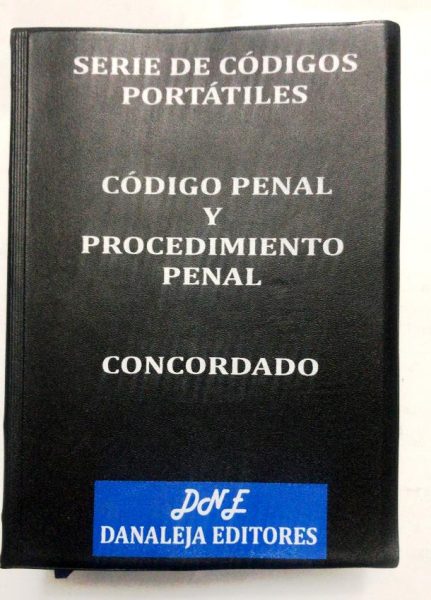 SERIE DE CÓDIGOS
PORTÁTILES
CÓDIGO PENAL
Y
PROCEDIMIENTO
PENAL
CONCORDADO
DNE
DANALEJA EDITORES